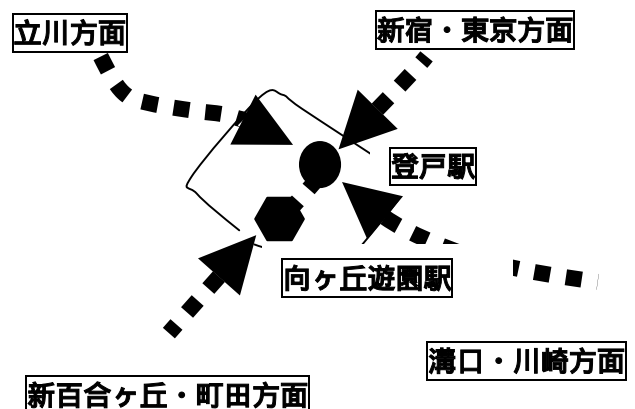 立川方面
新宿・東京方面
登戸駅
向ヶ丘遊園駅
溝口・川崎方面
新百合ヶ丘・町田方面